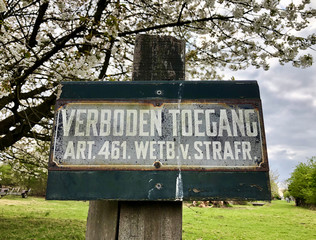 VERBODEN TOEGANG
ART. 461. WETB. v. STRAFR.